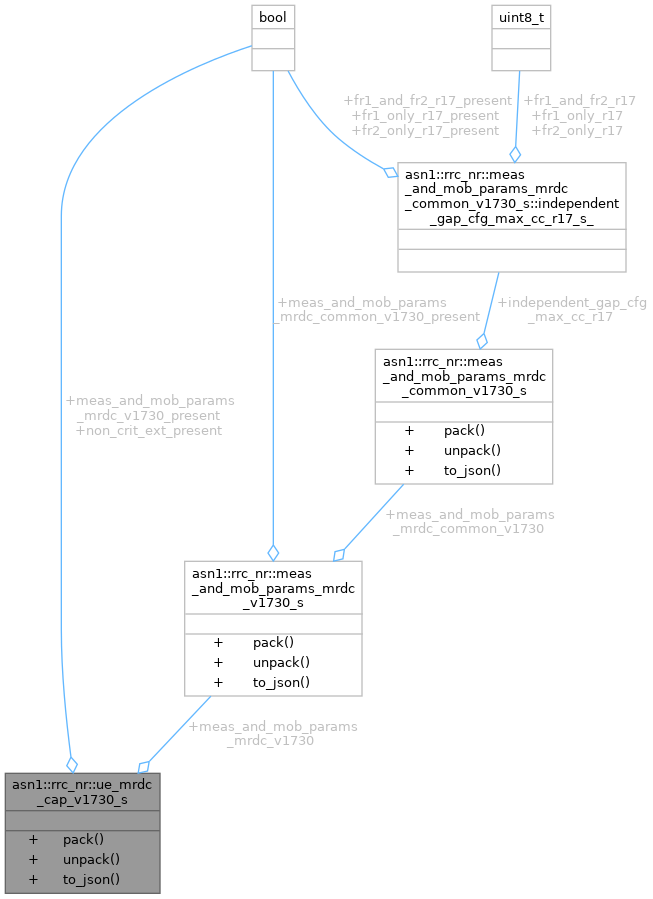 bool
uint8_t
+fr1_and_fr2_r17_present
+fr1_only_r17_present
+fr2_only_r17_present
+fr1_and_fr2_r17
+fr1_only_r17
+fr2_only_r17
asn1::rrc_nr::meas
_and_mob_params_mrdc
_common_v1730_s::independent
_gap_cfg_max_cc_r17_s_
+meas_and_mob_params
_mrdc_common_v1730_present
+independent_gap_cfg
_max_cc_r17
asn1::rrc_nr::meas
_and_mob_params_mrdc
_common_v1730_s
+ pack()
+ unpack()
+ to_json()
+meas_and_mob_params
_mrdc_v1730_present
+non_crit_ext_present
+meas_and_mob_params
_mrdc_common_v1730
asn1::rrc_nr::meas
_and_mob_params_mrdc
_v1730_s
+ pack()
+ unpack()
+ to_json()
+meas_and_mob_params
_mrdc_v1730
asn1::rrc_nr::ue_mrdc
_cap_v1730_s
+ pack()
+ unpack()
+ to_json()